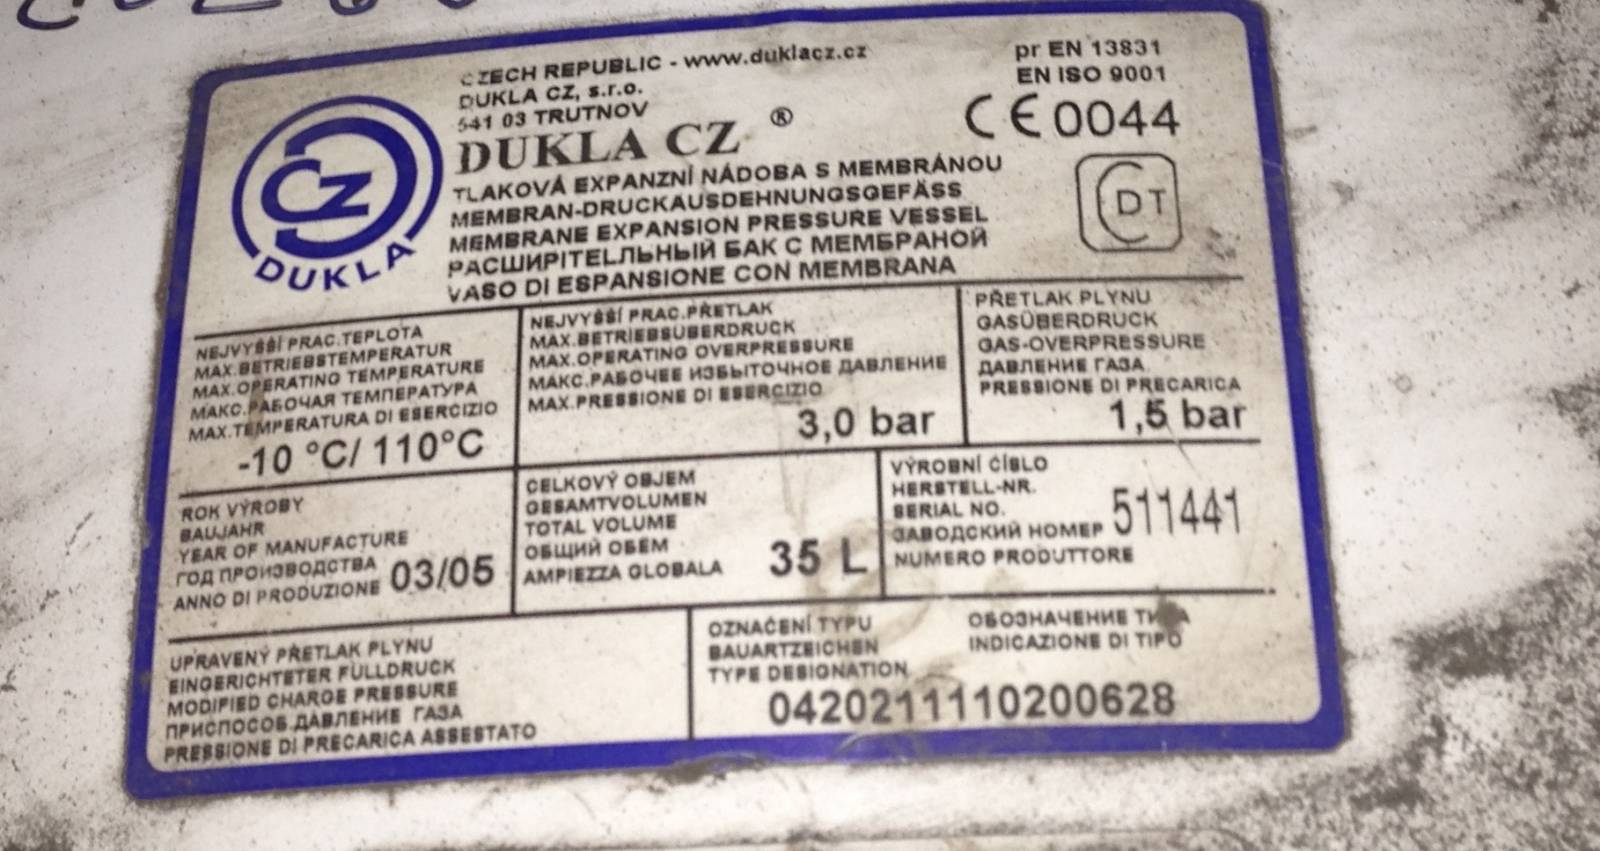 CZECH REPUBLIC - www.duklacz.cz
DUKLA CZ, s.r.o.
541 03 TRUTNOV
DUKLA CZ ®
pr EN 13831
EN ISO 9001
CE 0044
CDT
CZ
DUKLA
TLAKOVÁ EXPANZNÍ NÁDOBA S MEMBRÁNOU
MEMBRAN-DRUCKAUSDEHNUNGSGEFÄSS
MEMBRANE EXPANSION PRESSURE VESSEL
РАСШИРІТЕЛЛЬНЫЙ БАК С МЕМБРАНОЙ
VASO DI ESPANSIONE CON MEMBRANA
NEJVYŠŠÍ PRAC.TEPLOTA
MAX.BETRIEBSTEMPERATUR
MAX.OPERATING TEMPERATURE
МАКС.РАБОЧАЯ ТЕМПЕРАТУРА
MAX.TEMPERATURA DI ESERCIZIO
-10 °C/ 110°C
NEJVYŠŠÍ PRAC.PŘETLAK
MAX.BETRIEBSÜBERDRUCK
MAX.OPERATING OVERPRESSURE
МАКС.РАБОЧЕЕ ИЗБЫТОЧНОЕ ДАВЛЕНИЕ
MAX.PRESSIONE DI ESERCIZIO
3,0 bar
PŘETLAK PLYNU
GASÜBERDRUCK
GAS-OVERPRESSURE
ДАВЛЕНИЕ ГАЗА
PRESSIONE DI PRECARICA
1,5 bar
ROK VÝROBY
BAUJAHR
YEAR OF MANUFACTURE
ГОД ПРОИЗВОДСТВА
ANNO DI PRODUZIONE
03/05
CELKOVÝ OBJEM
GESAMTVOLUMEN
TOTAL VOLUME
ОБЩИЙ ОБЕМ
AMPIEZZA GLOBALA
35 L
VÝROBNÍ ČÍSLO
HERSTELL-NR.
SERIAL NO.
ЗАВОДСКИЙ НОМЕР
NUMERO PRODUTTORE
511441
UPRAVENÝ PŘETLAK PLYNU
EINGERICHTETER FÜLLDRUCK
MODIFIED CHARGE PRESSURE
ПРИСПОСОБ.ДАВЛЕНИЕ ГАЗА
PRESSIONE DI PRECARICA ASSESTATO
OZNAČENÍ TYPU
BAUARTZEICHEN
TYPE DESIGNATION
ОБОЗНАЧЕНИЕ ТИПА
INDICAZIONE DI TIPO
0420211110200628